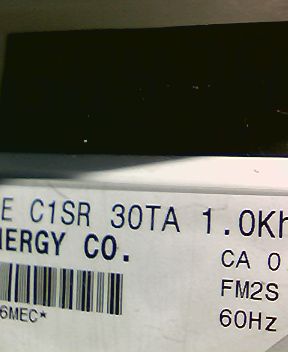 E C1SR 30TA 1.0Kh
NERGY CO.
CA 0
FM2S
6MEC*
60Hz